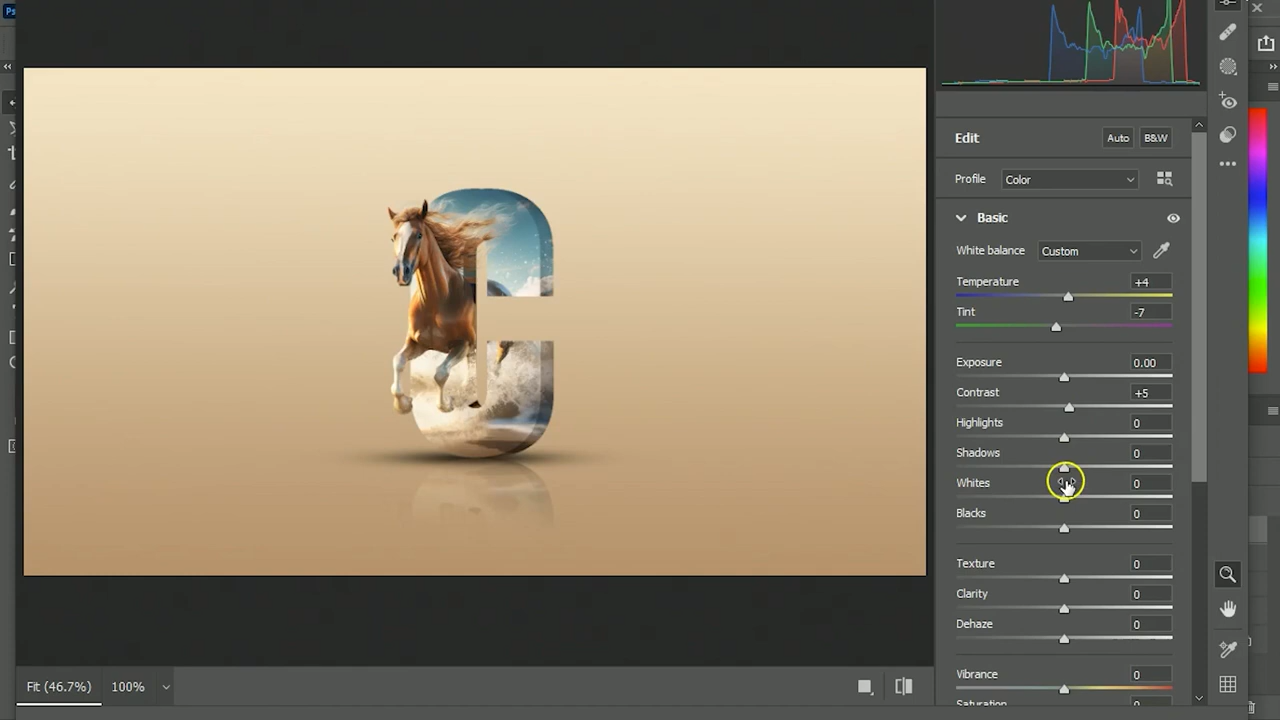 Ps
Edit Auto B&W
Profile Color
Basic
White balance Custom
Temperature +4
Tint -7
Exposure 0.00
Contrast +5
Highlights 0
Shadows 0
Whites 0
Blacks 0
Texture 0
Clarity 0
Dehaze 0
Vibrance 0
Saturation 0
Fit (46.7%) 100%
C